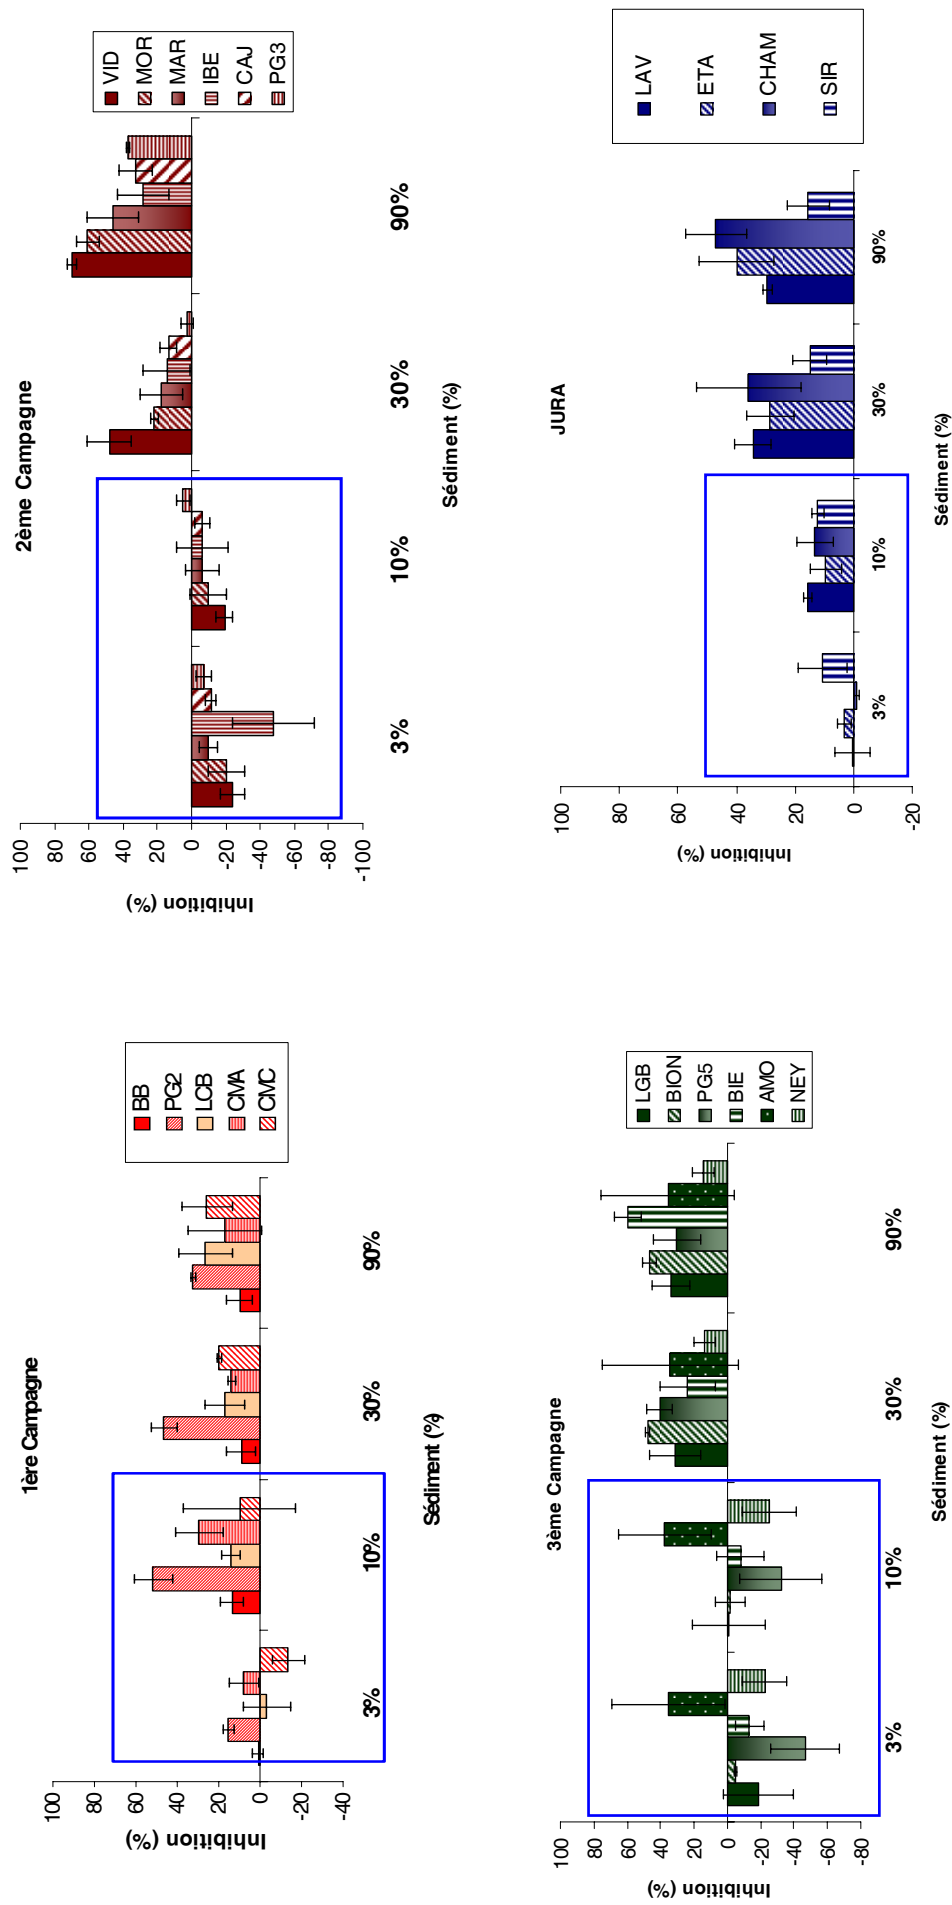 1ère Campagne
100
80
60
40
20
0
-20
-40
Inhibition (%)
3%
10%
30%
90%
Sédiment (%)
BB
PG2
LCB
CMA
CMC
2ème Campagne
100
80
60
40
20
0
-20
-40
-60
-80
-100
Inhibition (%)
3%
10%
30%
90%
Sédiment (%)
VID
MOR
MAR
IBE
CAJ
PG3
3ème Campagne
100
80
60
40
20
0
-20
-40
-60
-80
Inhibition (%)
3%
10%
30%
90%
Sédiment (%)
LGB
BION
PG5
BIE
AMO
NEY
JURA
100
80
60
40
20
0
-20
Inhibition (%)
3%
10%
30%
90%
Sédiment (%)
LAV
ETA
CHAM
SIR